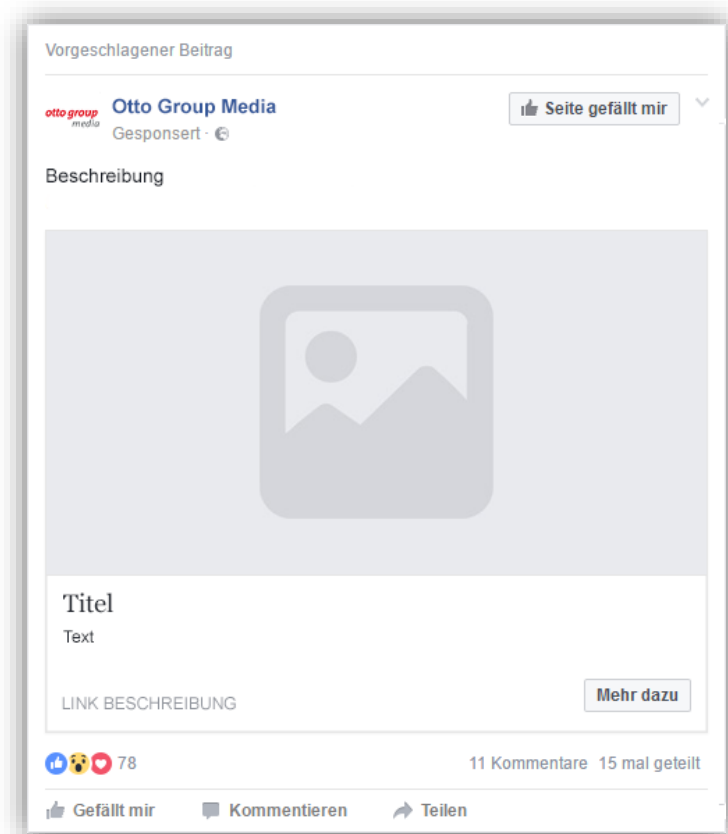 Vorgeschlagener Beitrag
otto group
media
Otto Group Media
Seite gefällt mir
Gesponsert ·
Beschreibung
Titel
Text
LINK BESCHREIBUNG
Mehr dazu
78
11 Kommentare 15 mal geteilt
Gefällt mir Kommentieren Teilen